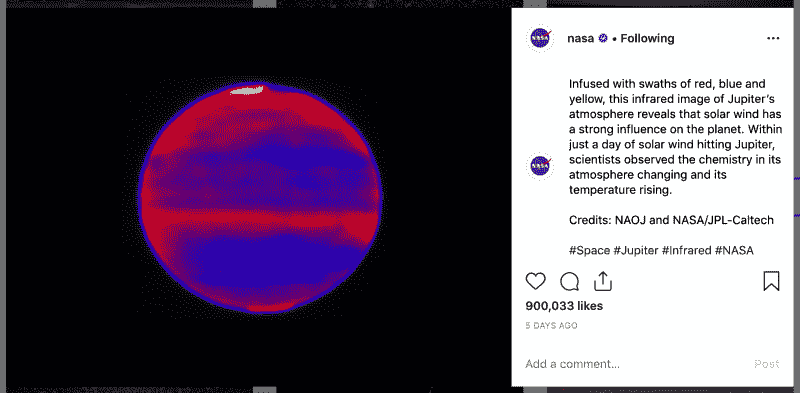 nasa • Following
Infused with swaths of red, blue and
yellow, this infrared image of Jupiter's
atmosphere reveals that solar wind has
a strong influence on the planet. Within
just a day of solar wind hitting Jupiter,
scientists observed the chemistry in its
atmosphere changing and its
temperature rising.
Credits: NAOJ and NASA/JPL-Caltech
#Space #Jupiter #Infrared #NASA
900,033 likes
5 DAYS AGO
Add a comment... Post
NASA
NASA